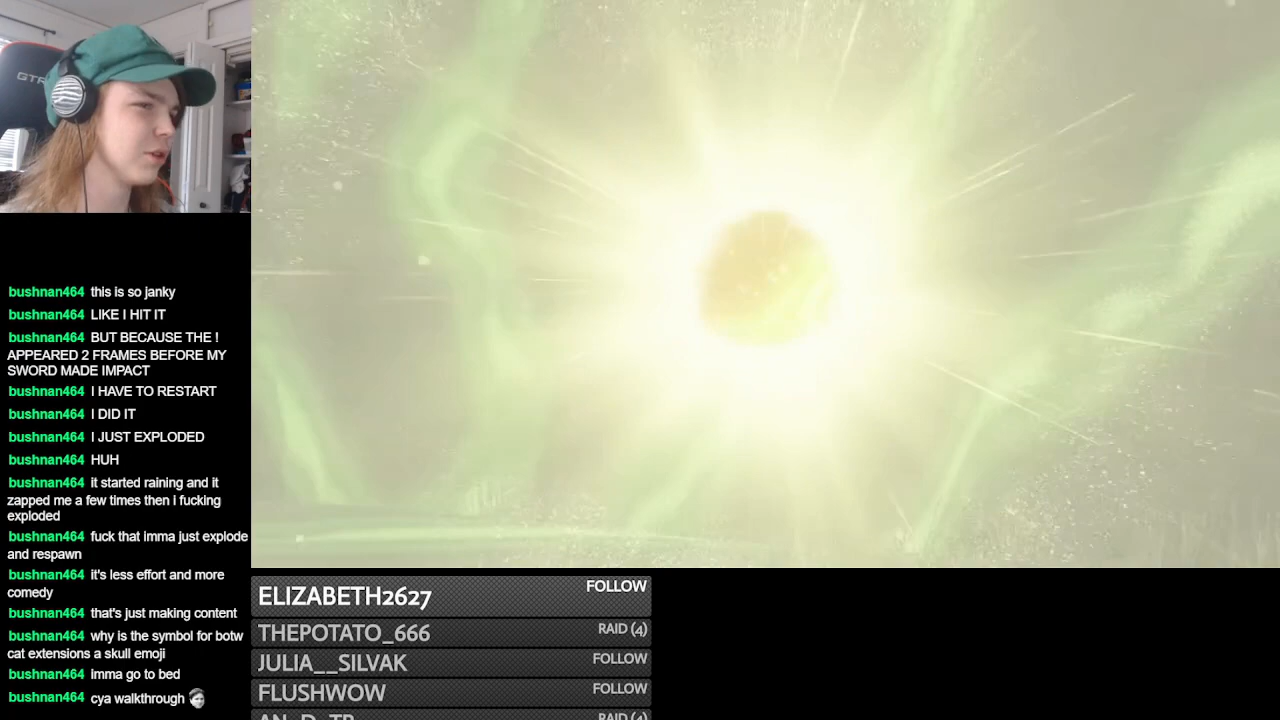 GTR
bushnan464 this is so janky
bushnan464 LIKE I HIT IT
bushnan464 BUT BECAUSE THE !
APPEARED 2 FRAMES BEFORE MY
SWORD MADE IMPACT
bushnan464 I HAVE TO RESTART
bushnan464 I DID IT
bushnan464 I JUST EXPLODED
bushnan464 HUH
bushnan464 it started raining and it
zapped me a few times then i fucking
exploded
bushnan464 fuck that imma just explode
and respawn
bushnan464 it's less effort and more
comedy
bushnan464 that's just making content
bushnan464 why is the symbol for botw
cat extensions a skull emoji
bushnan464 imma go to bed
bushnan464 cya walkthrough
ELIZABETH2627 FOLLOW
THEPOTATO_666 RAID (4)
JULIA__SILVAK FOLLOW
FLUSHWOW FOLLOW
RAID (4)